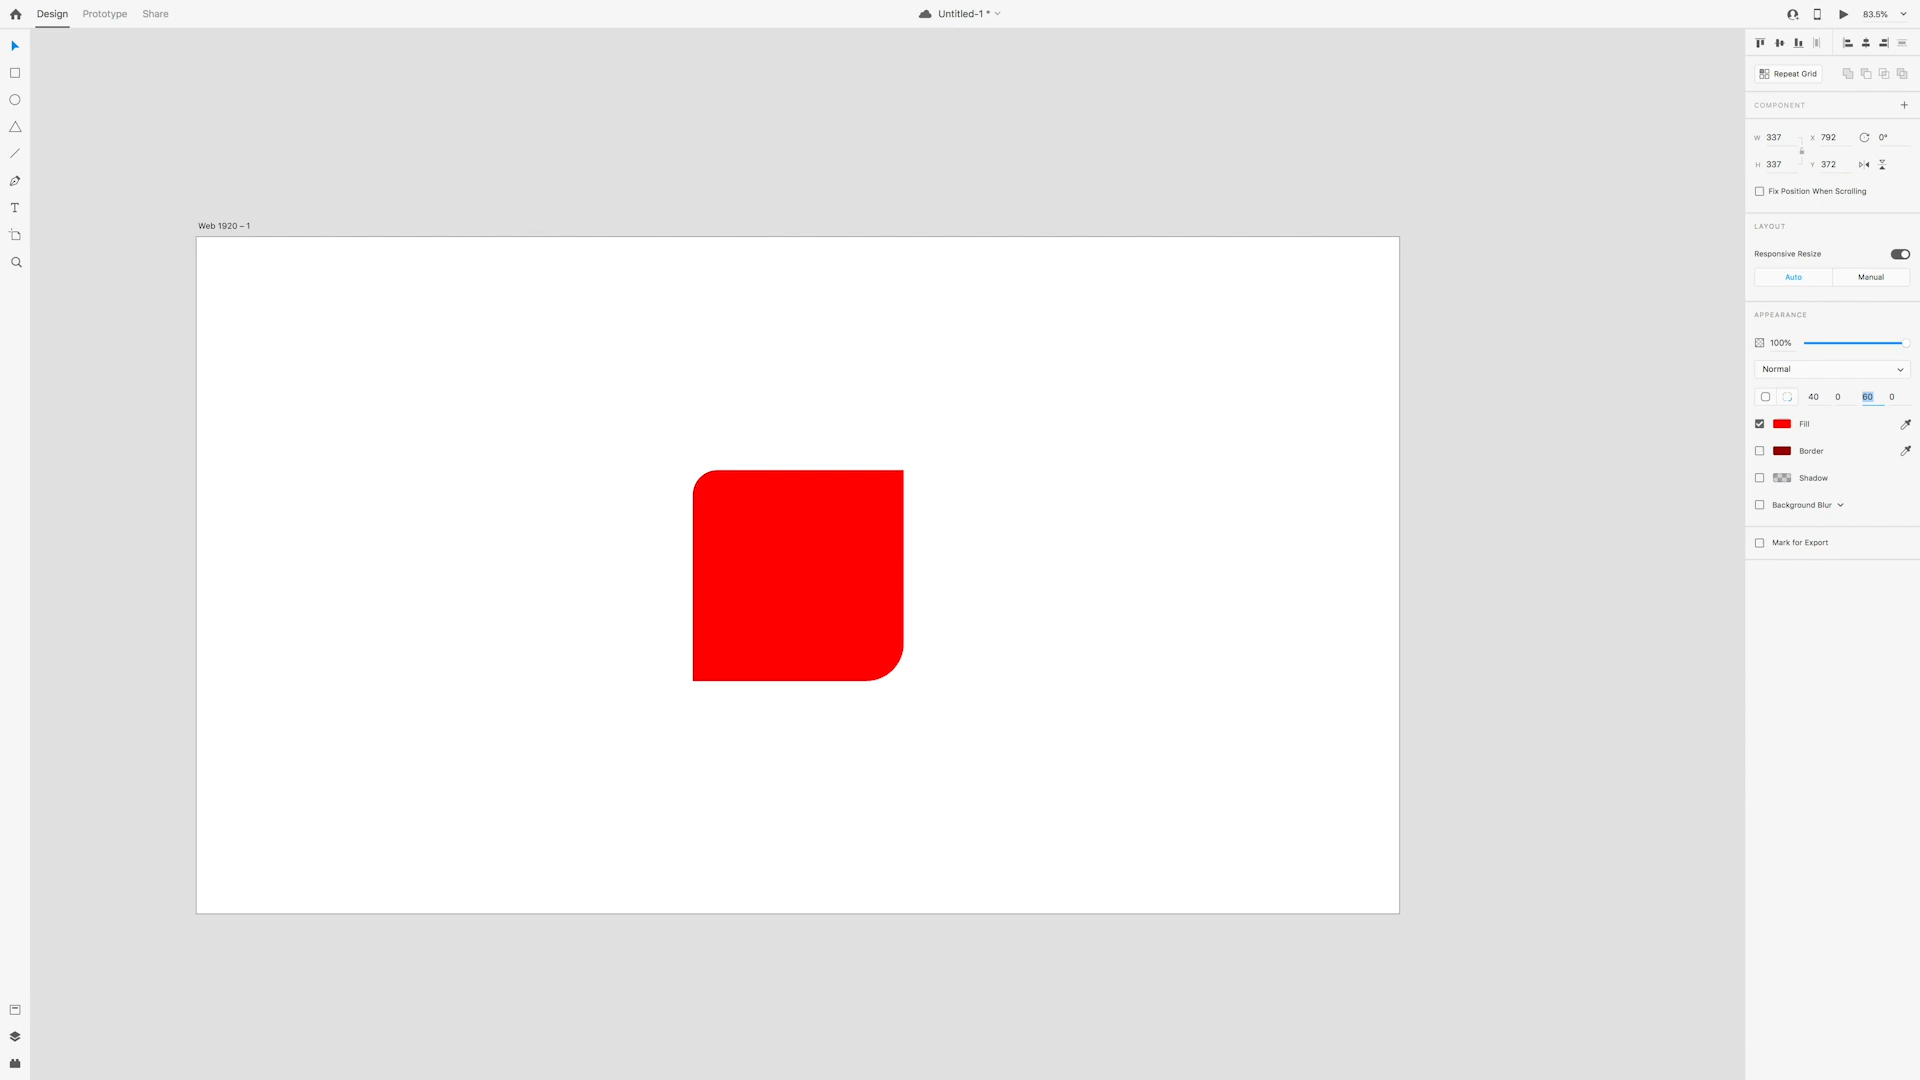 Design Prototype Share Untitled-1 * 83.5%
Repeat Grid
COMPONENT
W 337 X 792 0°
H 337 Y 372
Fix Position When Scrolling
LAYOUT
Web 1920 – 1
Responsive Resize
Auto Manual
APPEARANCE
100%
Normal
40 0 60 0
Fill
Border
Shadow
Background Blur
Mark for Export
T